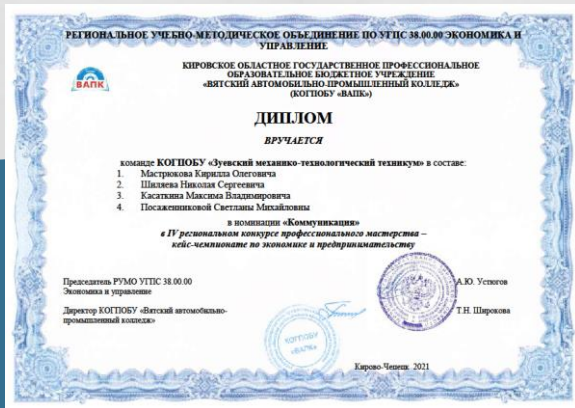 РЕГИОНАЛЬНОЕ УЧЕБНО-МЕТОДИЧЕСКОЕ ОБЪЕДИНЕНИЕ ПО УГПС 38.00.00 ЭКОНОМИКА И
УПРАВЛЕНИЕ
КИРОВСКОЕ ОБЛАСТНОЕ ГОСУДАРСТВЕННОЕ ПРОФЕССИОНАЛЬНОЕ
ОБРАЗОВАТЕЛЬНОЕ БЮДЖЕТНОЕ УЧРЕЖДЕНИЕ
«ВЯТСКИЙ АВТОМОБИЛЬНО-ПРОМЫШЛЕННЫЙ КОЛЛЕДЖ»
(КОГПОБУ «ВАПК»)
ВАПК
ДИПЛОМ
ВРУЧАЕТСЯ
команде КОГПОБУ «Зуевский механико-технологический техникум» в составе:
1. Мастрюкова Кирилла Олеговича
2. Шиляева Николая Сергеевича
3. Касаткина Максима Владимировича
4. Посаженниковой Светланы Михайловны
в номинации «Коммуникация»
в IV региональном конкурсе профессионального мастерства –
кейс-чемпионате по экономике и предпринимательству
Председатель РУМО УГПС 38.00.00
Экономика и управление
А.Ю. Устюгов
Директор КОГПОБУ «Вятский автомобильно-
промышленный колледж»
Т.Н. Широкова
КОГПОБУ
«ВАПК»
Кирово-Чепецк 2021